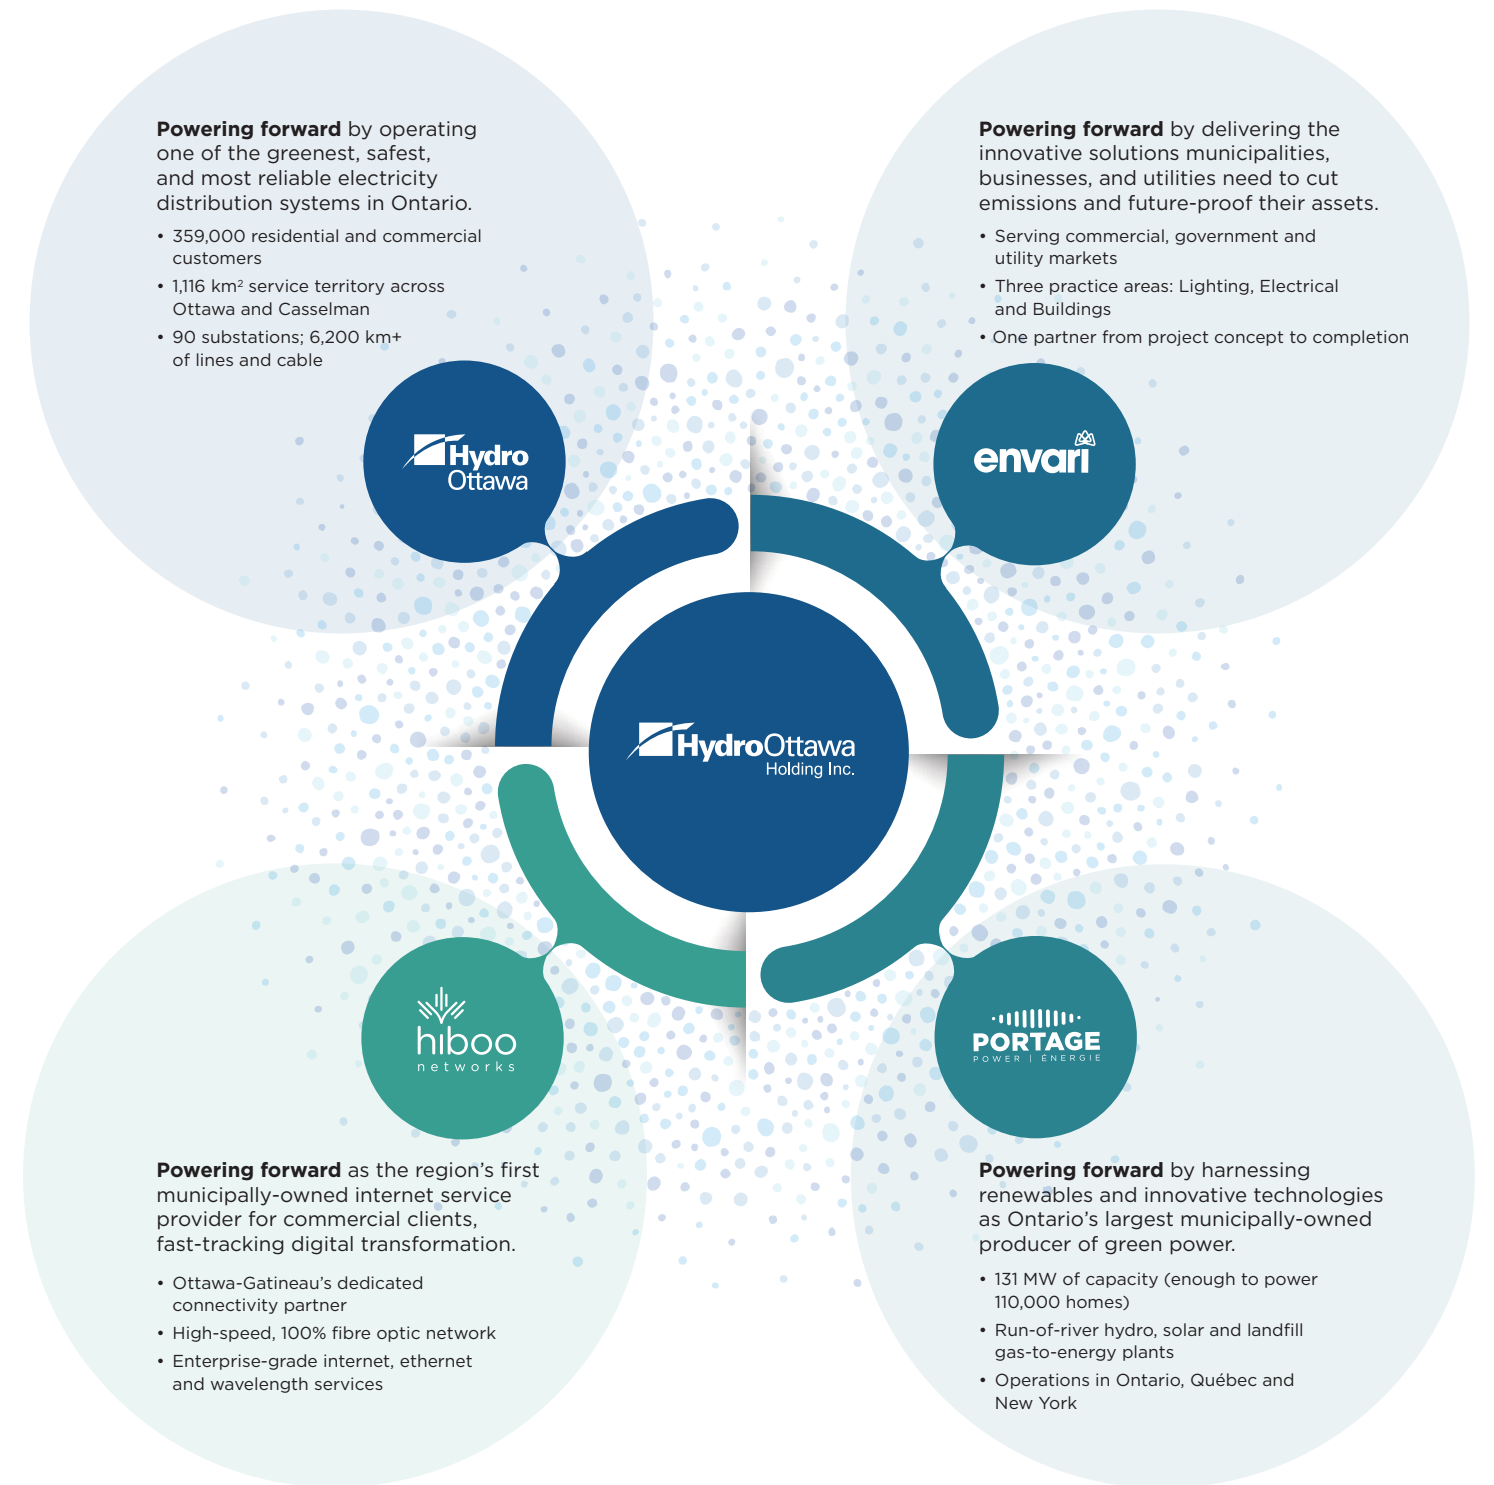 Powering forward by operating
one of the greenest, safest,
and most reliable electricity
distribution systems in Ontario.
• 359,000 residential and commercial
customers
• 1,116 km² service territory across
Ottawa and Casselman
• 90 substations; 6,200 km+
of lines and cable
Hydro
Ottawa
Powering forward by delivering the
innovative solutions municipalities,
businesses, and utilities need to cut
emissions and future-proof their assets.
• Serving commercial, government and
utility markets
• Three practice areas: Lighting, Electrical
and Buildings
• One partner from project concept to completion
envari
HydroOttawa
Holding Inc.
hiboo
networks
Powering forward as the region’s first
municipally-owned internet service
provider for commercial clients,
fast-tracking digital transformation.
• Ottawa-Gatineau’s dedicated
connectivity partner
• High-speed, 100% fibre optic network
• Enterprise-grade internet, ethernet
and wavelength services
PORTAGE
POWER | ÉNERGIE
Powering forward by harnessing
renewables and innovative technologies
as Ontario’s largest municipally-owned
producer of green power.
• 131 MW of capacity (enough to power
110,000 homes)
• Run-of-river hydro, solar and landfill
gas-to-energy plants
• Operations in Ontario, Québec and
New York